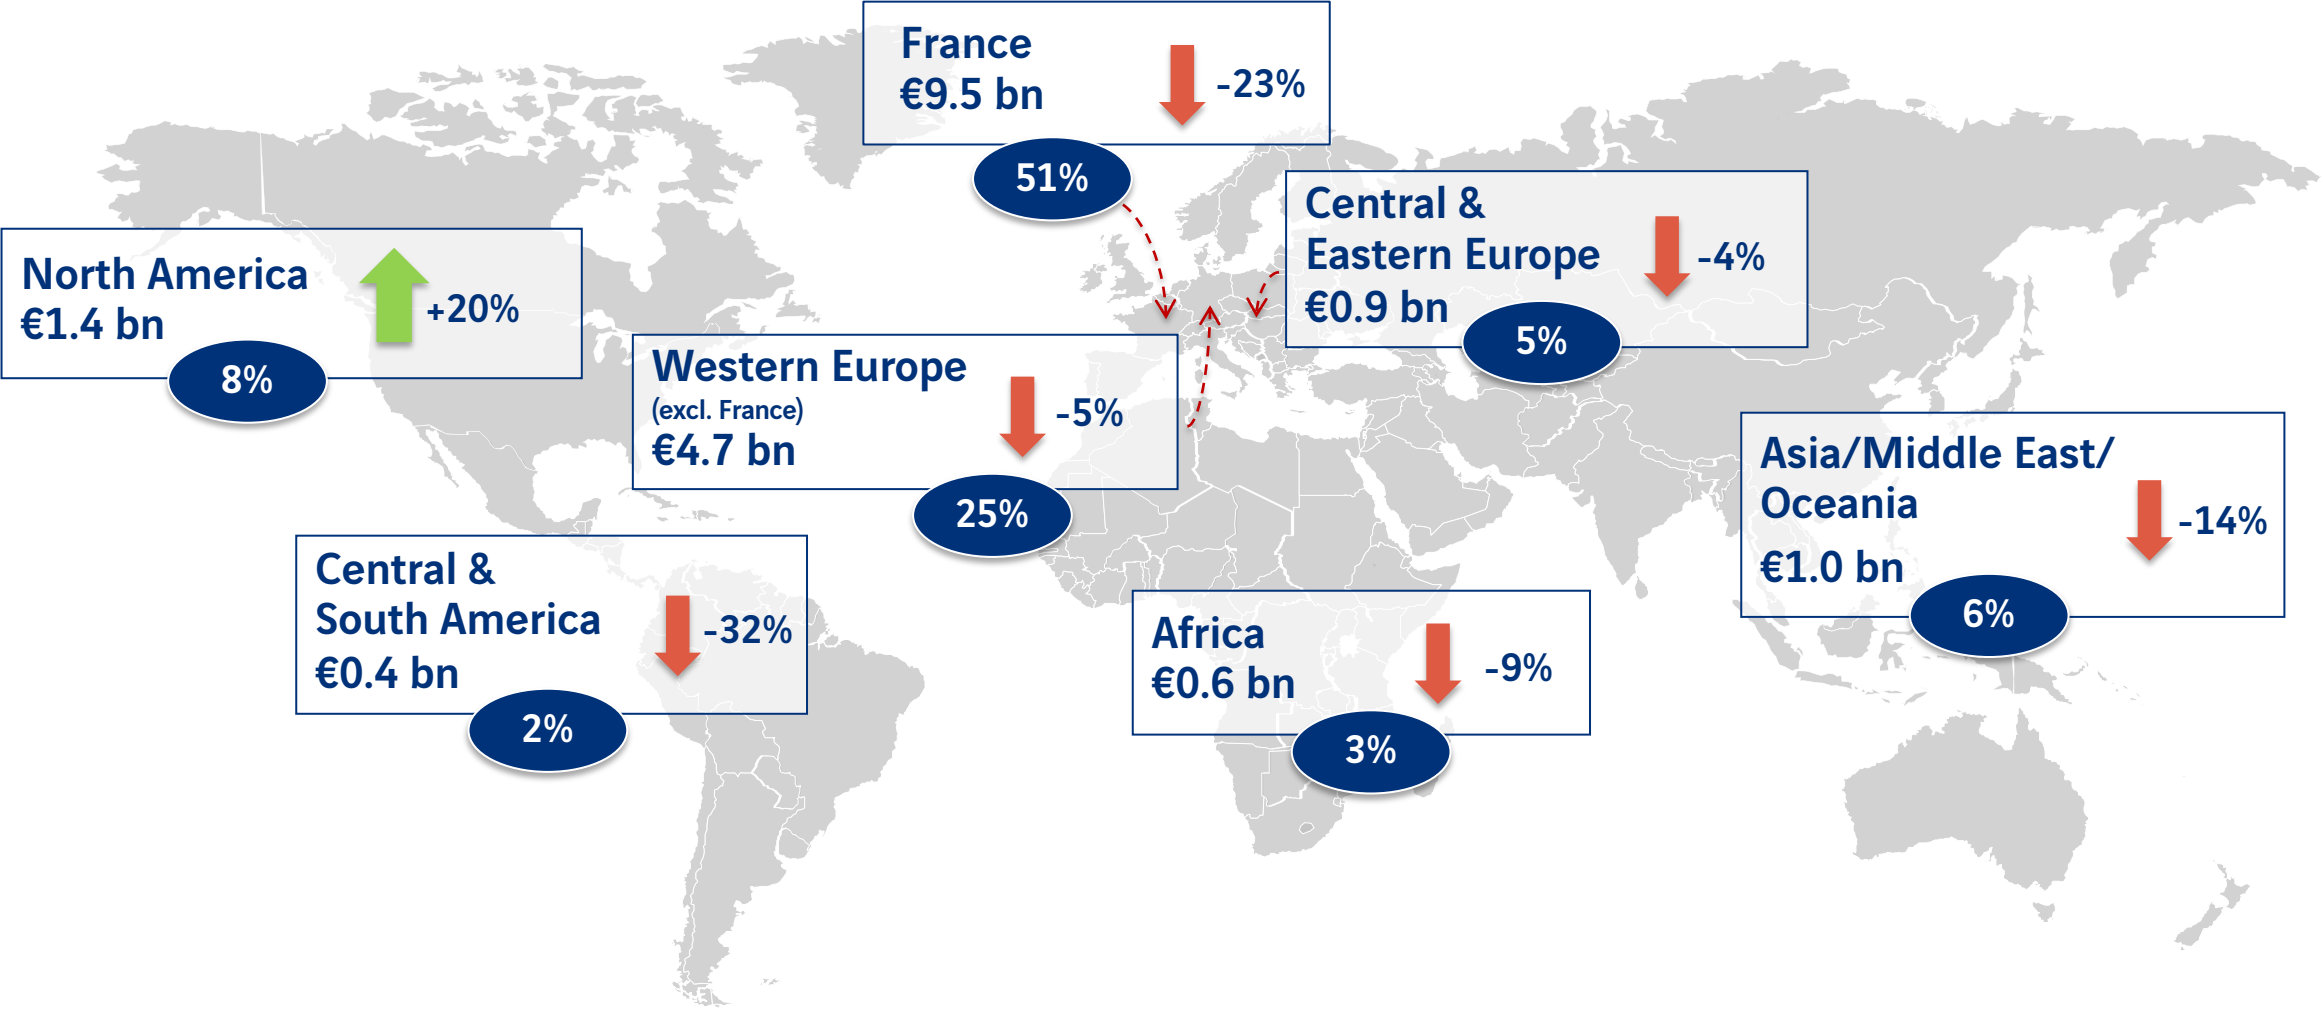 France
€9.5 bn
-23%
51%
Central &
Eastern Europe
€0.9 bn
-4%
5%
North America
€1.4 bn
+20%
8%
Western Europe
(excl. France)
€4.7 bn
-5%
25%
Asia/Middle East/
Oceania
€1.0 bn
-14%
6%
Central &
South America
€0.4 bn
-32%
2%
Africa
€0.6 bn
-9%
3%